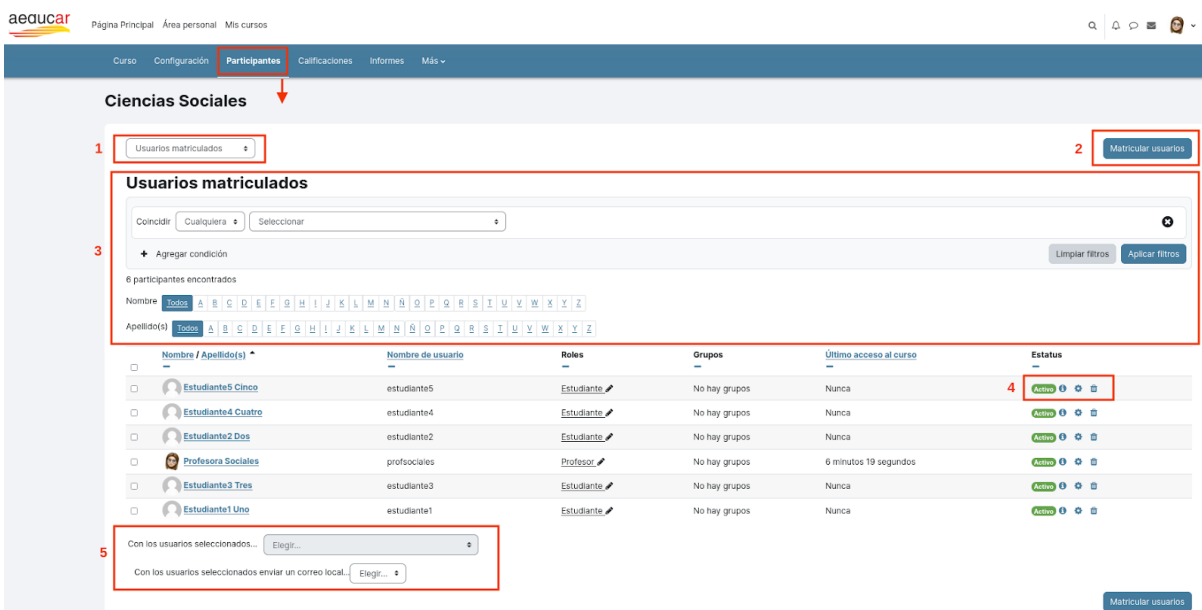 aeducar Página Principal Área personal Mis cursos
Curso Configuración Participantes Calificaciones Informes Más
Ciencias Sociales
1 Usuarios matriculados 2 Matricular usuarios
Usuarios matriculados
Coincidir Cualquiera Seleccionar
3 + Agregar condición Limpiar filtros Aplicar filtros
6 participantes encontrados
Nombre Todos A B C D E F G H I J K L M N Ñ O P Q R S T U V W X Y Z
Apellido(s) Todos A B C D E F G H I J K L M N Ñ O P Q R S T U V W X Y Z
Nombre / Apellido(s) Nombre de usuario Roles Grupos Último acceso al curso Estatus
Estudiante5 Cinco estudiante5 Estudiante No hay grupos Nunca 4 Activo
Estudiante4 Cuatro estudiante4 Estudiante No hay grupos Nunca Activo
Estudiante2 Dos estudiante2 Estudiante No hay grupos Nunca Activo
Profesora Sociales profsociales Profesor No hay grupos 6 minutos 19 segundos Activo
Estudiante3 Tres estudiante3 Estudiante No hay grupos Nunca Activo
Estudiante1 Uno estudiante1 Estudiante No hay grupos Nunca Activo
5 Con los usuarios seleccionados... Elegir...
Con los usuarios seleccionados enviar un correo local... Elegir...
Matricular usuarios